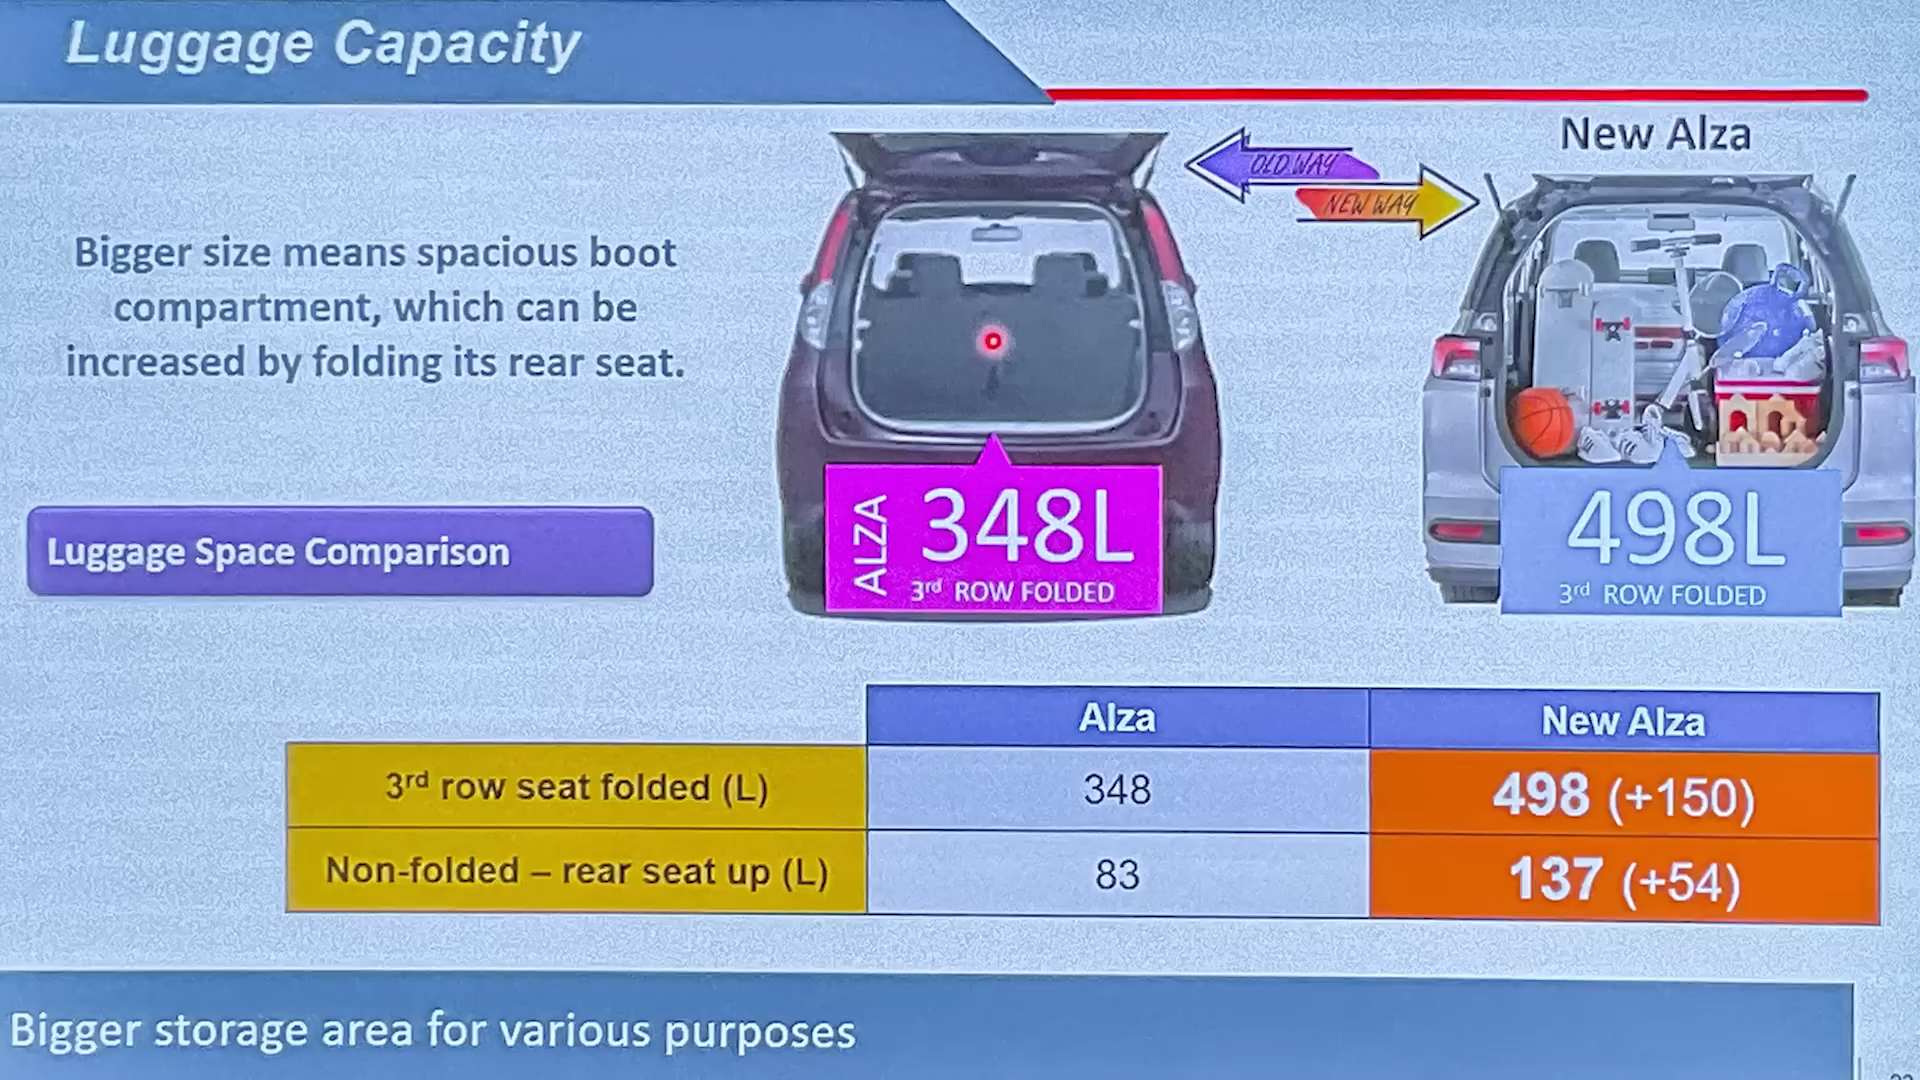 Luggage Capacity
New Alza
OLD WAY
NEW WAY
Bigger size means spacious boot
compartment, which can be
increased by folding its rear seat.
Luggage Space Comparison
ALZA
348L
3rd ROW FOLDED
498L
3rd ROW FOLDED
Alza New Alza
3rd row seat folded (L) 348 498 (+150)
Non-folded – rear seat up (L) 83 137 (+54)
Bigger storage area for various purposes